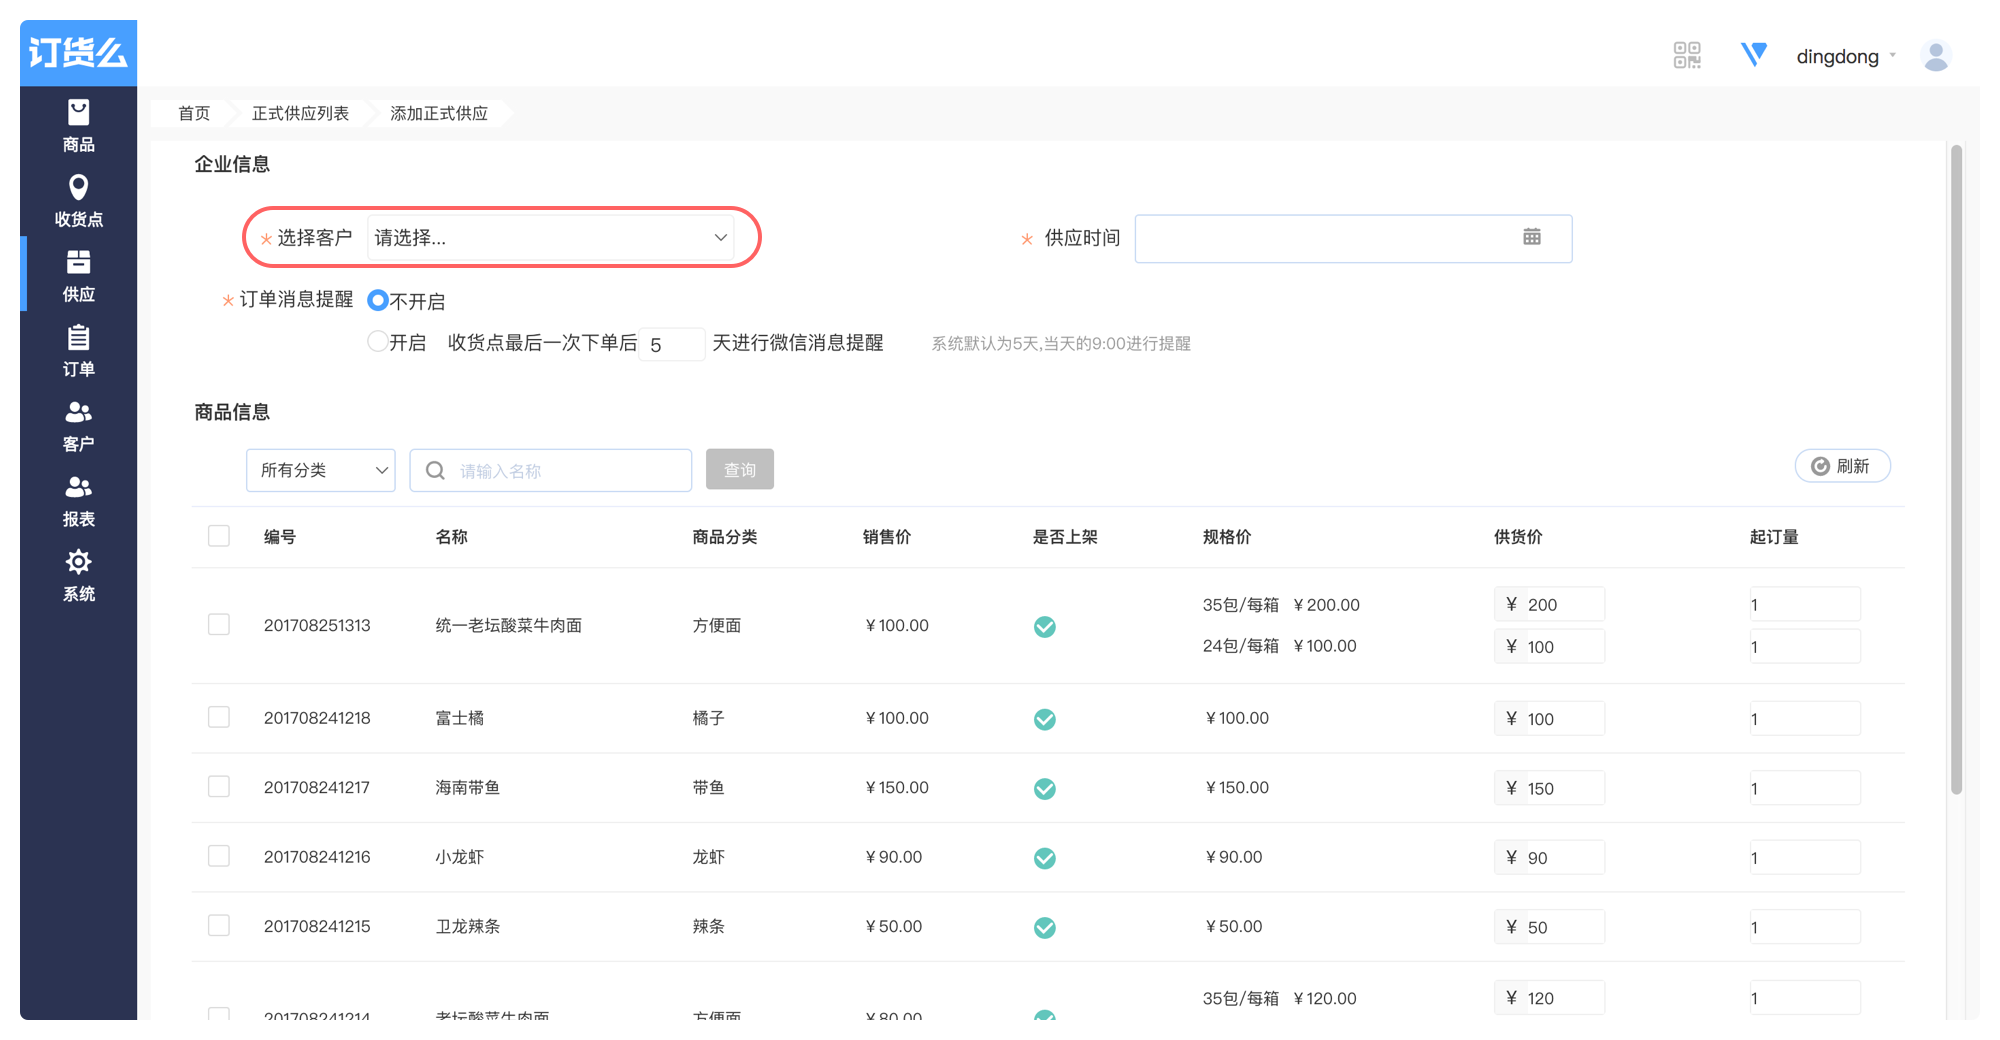 订货么
dingdong
商品
收货点
供应
订单
客户
报表
系统
首页 正式供应列表 添加正式供应
企业信息
* 选择客户 请选择... * 供应时间
* 订单消息提醒 不开启
开启 收货点最后一次下单后 5 天进行微信消息提醒 系统默认为5天,当天的9:00进行提醒
商品信息
所有分类 请输入名称 查询 刷新
编号 名称 商品分类 销售价 是否上架 规格价 供货价 起订量
201708251313 统一老坛酸菜牛肉面 方便面 ¥100.00 35包/每箱 ¥200.00 ¥ 200 1
24包/每箱 ¥100.00 ¥ 100 1
201708241218 富士橘 橘子 ¥100.00 ¥100.00 ¥ 100 1
201708241217 海南带鱼 带鱼 ¥150.00 ¥150.00 ¥ 150 1
201708241216 小龙虾 龙虾 ¥90.00 ¥90.00 ¥ 90 1
201708241215 卫龙辣条 辣条 ¥50.00 ¥50.00 ¥ 50 1
35包/每箱 ¥120.00 ¥ 120 1
201708241214 老坛酸菜牛肉面 方便面 ¥80.00